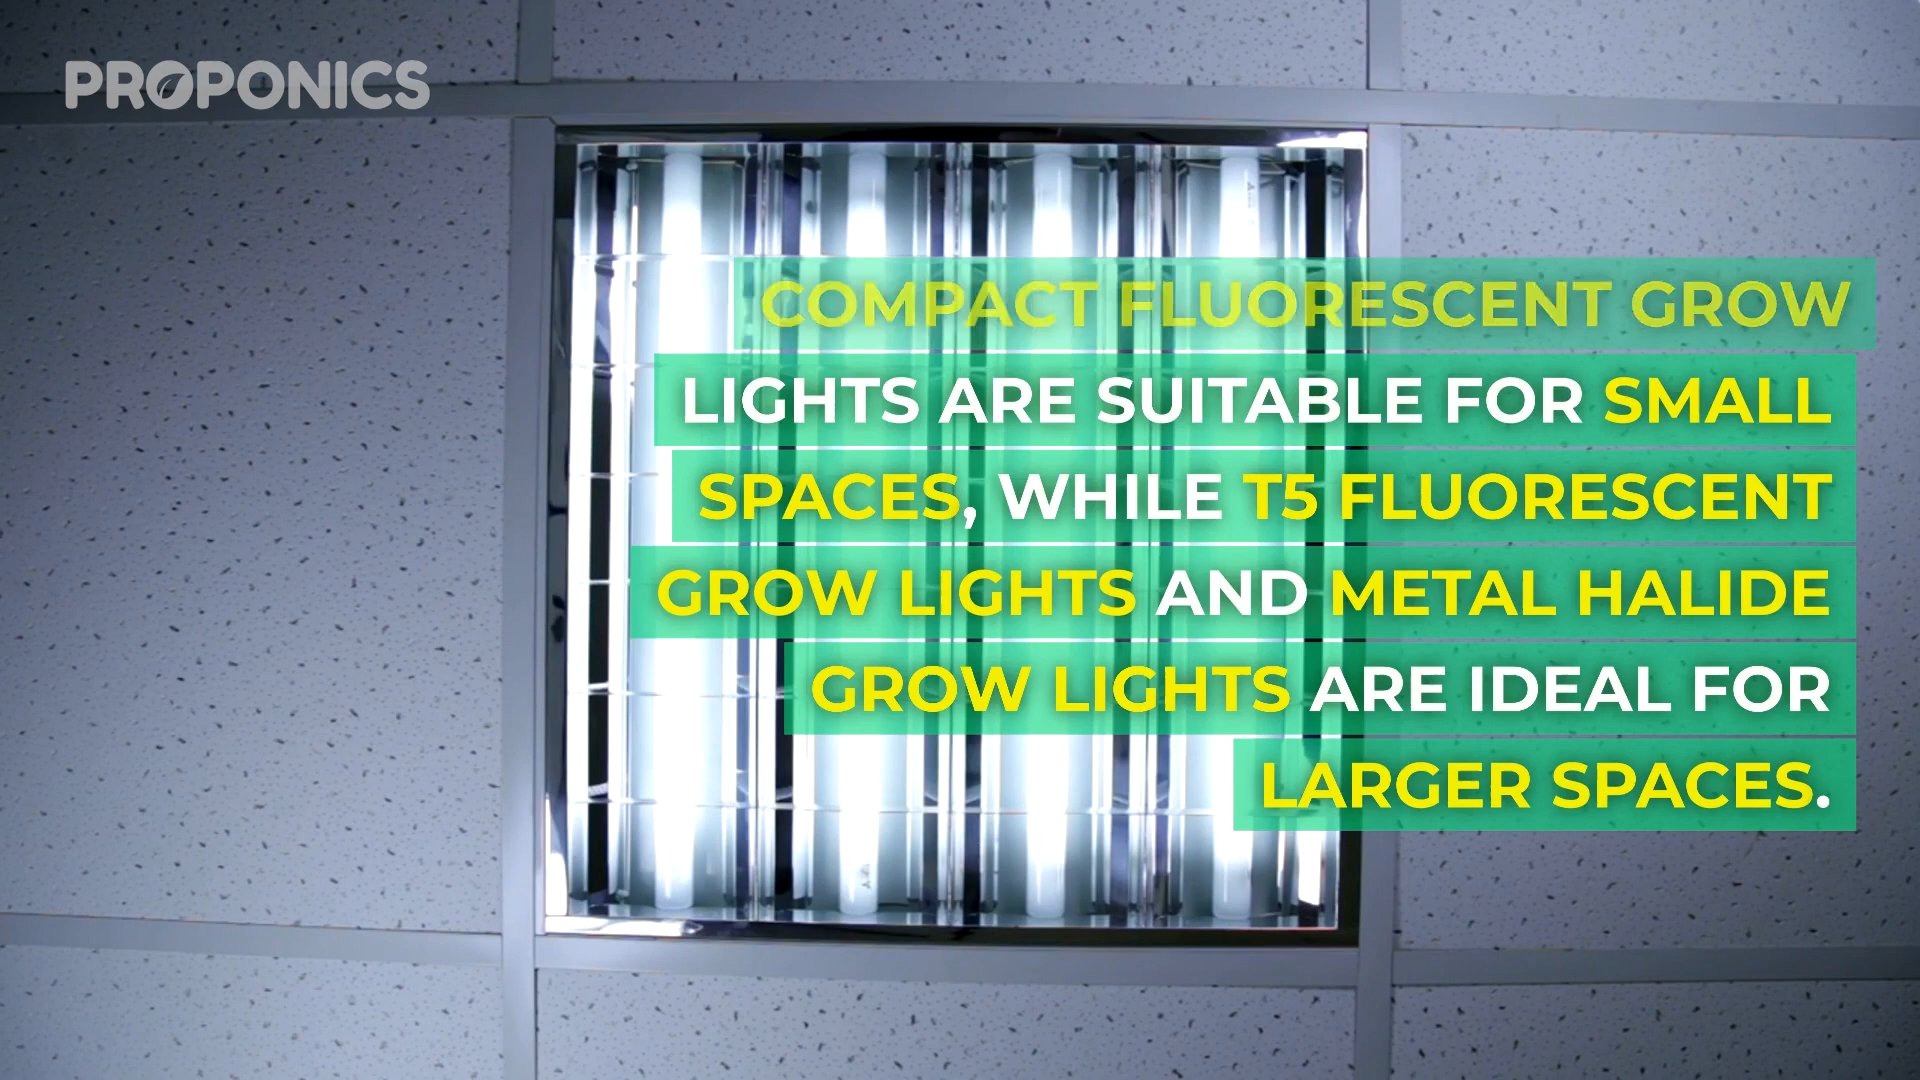 PROPONICS
COMPACT FLUORESCENT GROW
LIGHTS ARE SUITABLE FOR SMALL
SPACES, WHILE T5 FLUORESCENT
GROW LIGHTS AND METAL HALIDE
GROW LIGHTS ARE IDEAL FOR
LARGER SPACES.